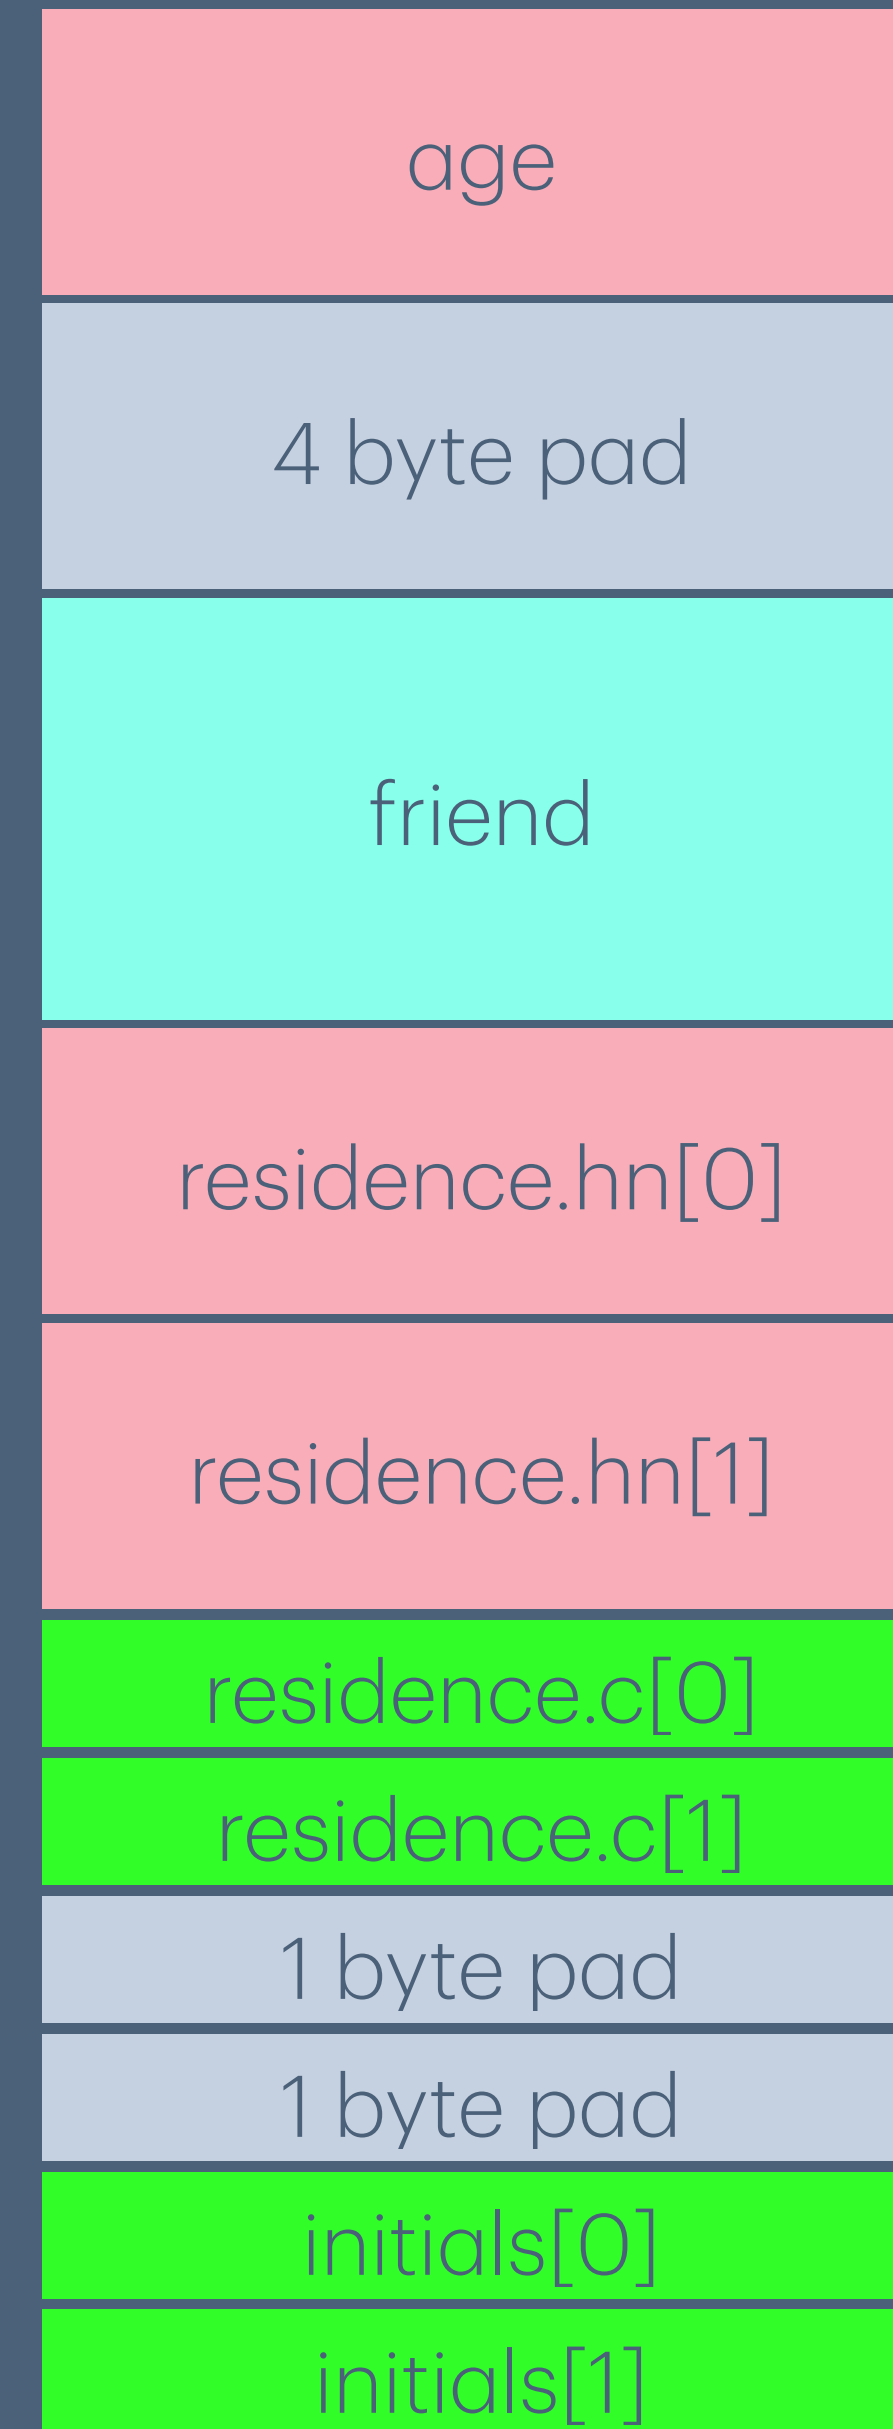 age
4 byte pad
friend
residence.hn[0]
residence.hn[1]
residence.c[0]
residence.c[1]
1 byte pad
1 byte pad
initials[0]
initials[1]